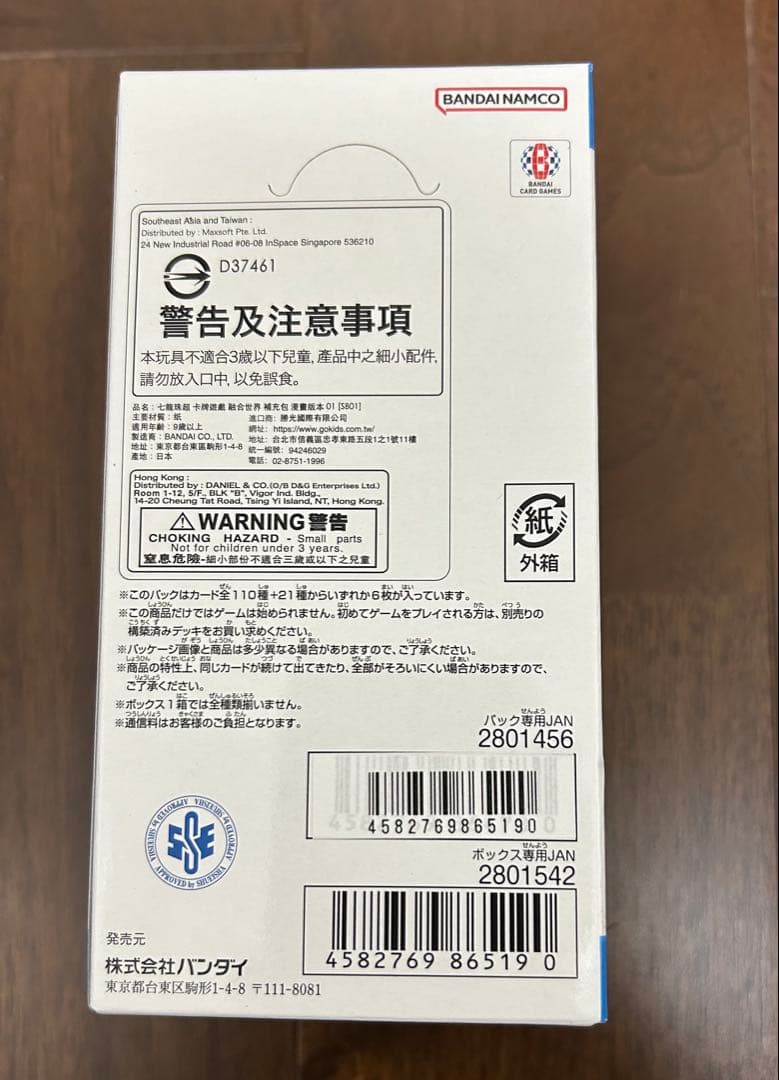 BANDAI NAMCO
BANDAI
CARD GAMES
Southeast Asia and Taiwan :
Distributed by : Maxsoft Pte. Ltd.
24 New Industrial Road #06-08 InSpace Singapore 536210
D37461
警告及注意事項
本玩具不適合3歲以下兒童, 產品中之細小配件,
請勿放入口中, 以免誤食。
品名：七龍珠超 卡牌遊戲 融合世界 補充包 漫畫版本 01 [SB01]
主要材質：紙
適用年齡：9歲以上
製造商：BANDAI CO., LTD.
地址：東京都台東區駒形1-4-8
產地：日本
進口商：勝光國際有限公司
網址：https://www.gokids.com.tw/
地址：台北市信義區忠孝東路五段1之1號11樓
統一編號：94246029
電話：02-8751-1996
Hong Kong :
Distributed by : DANIEL & CO.(O/B D&G Enterprises Ltd.)
Room 1-12, 5/F., BLK "B", Vigor Ind. Bldg.,
14-20 Cheung Tat Road, Tsing Yi Island, NT, Hong Kong.
WARNING 警告
CHOKING HAZARD - Small parts
Not for children under 3 years.
窒息危險-細小部份不適合三歲或以下之兒童
紙
外箱
※このパックはカード全110種+21種からいずれか6枚が入っています。
※この商品だけではゲームは始められません。初めてゲームをプレイされる方は、別売りの
構築済みデッキをお買い求めください。
※パッケージ画像と商品は多少異なる場合がありますので、ご了承ください。
※商品の特性上、同じカードが続けて出てきたり、全部がそろいにくい場合がありますので、
ご了承ください。
※ボックス1箱では全種類揃いません。
※通信料はお客様のご負担となります。
パック専用JAN
2801456
4582769865190
ボックス専用JAN
2801542
4582769 86519 0
APPROVED by SHUEISHA
APPROVED by SHUEISHA
SSE
発売元
株式会社バンダイ
東京都台東区駒形1-4-8 〒111-8081